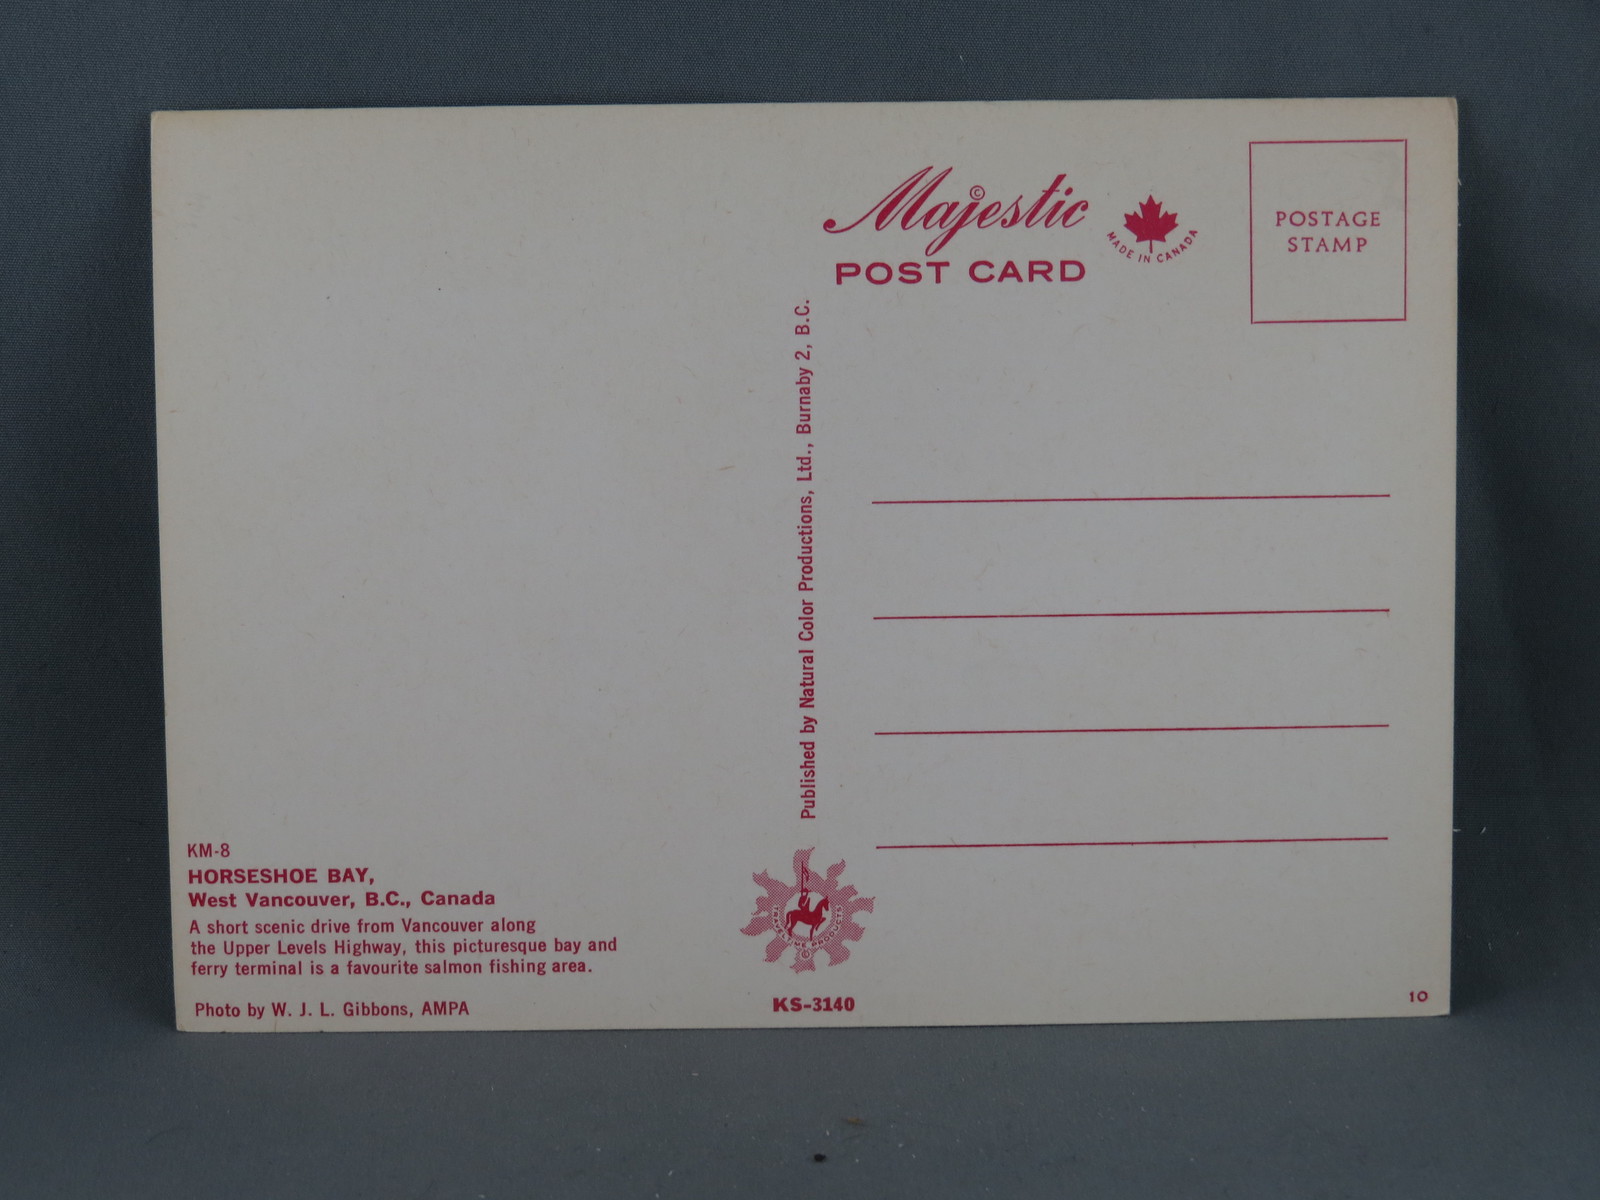 Majestic
©
POST CARD
MADE IN CANADA
POSTAGE
STAMP
Published by Natural Color Productions, Ltd., Burnaby 2, B.C.
KM-8
HORSESHOE BAY,
West Vancouver, B.C., Canada
A short scenic drive from Vancouver along
the Upper Levels Highway, this picturesque bay and
ferry terminal is a favourite salmon fishing area.
Photo by W. J. L. Gibbons, AMPA
TRAVELTIME PRODUCTS
©
KS-3140
10